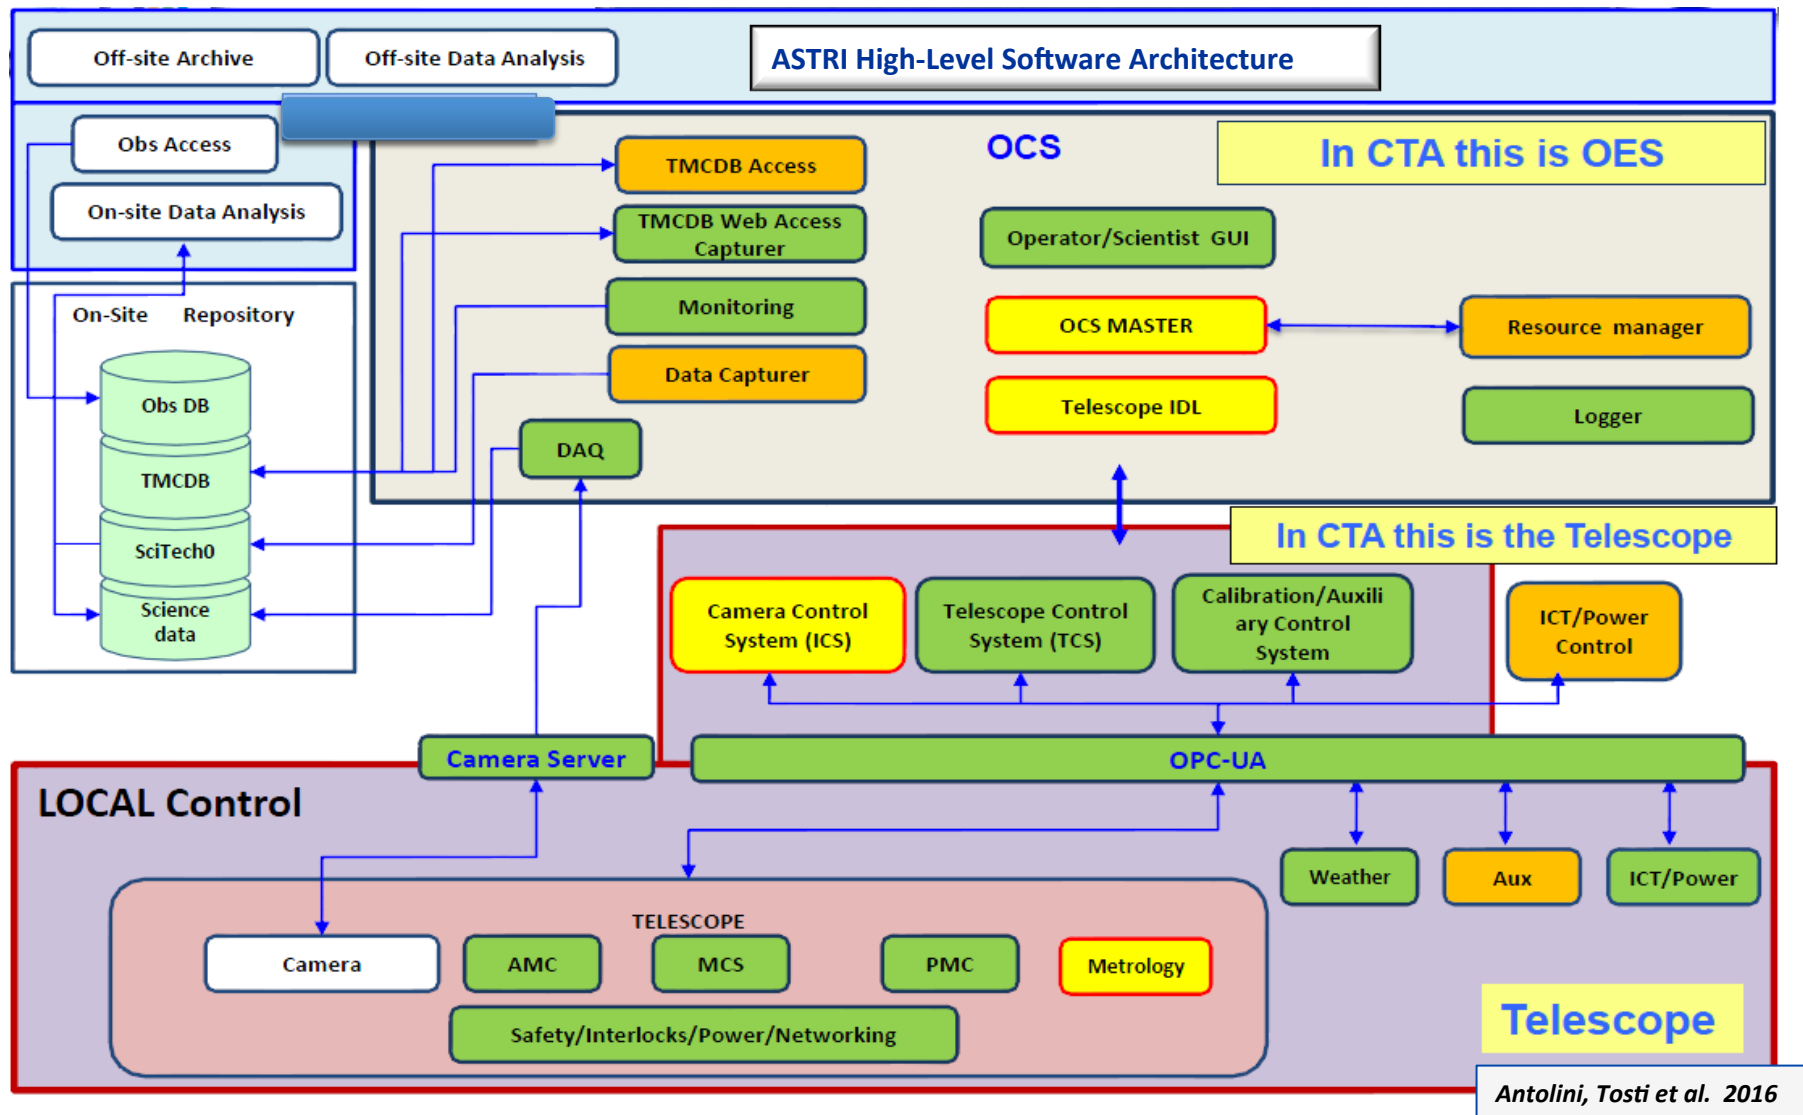 Off-site Archive
Off-site Data Analysis
ASTRI High-Level Software Architecture
Obs Access
On-site Data Analysis
On-Site Repository
Obs DB
TMCDB
SciTech0
Science
data
OCS
In CTA this is OES
TMCDB Access
TMCDB Web Access
Capturer
Monitoring
Data Capturer
DAQ
Operator/Scientist GUI
OCS MASTER
Telescope IDL
Resource manager
Logger
In CTA this is the Telescope
Camera Control
System (ICS)
Telescope Control
System (TCS)
Calibration/Auxili
ary Control
System
ICT/Power
Control
Camera Server
OPC-UA
LOCAL Control
Weather
Aux
ICT/Power
TELESCOPE
Camera
AMC
MCS
PMC
Metrology
Safety/Interlocks/Power/Networking
Telescope
Antolini, Tosti et al. 2016